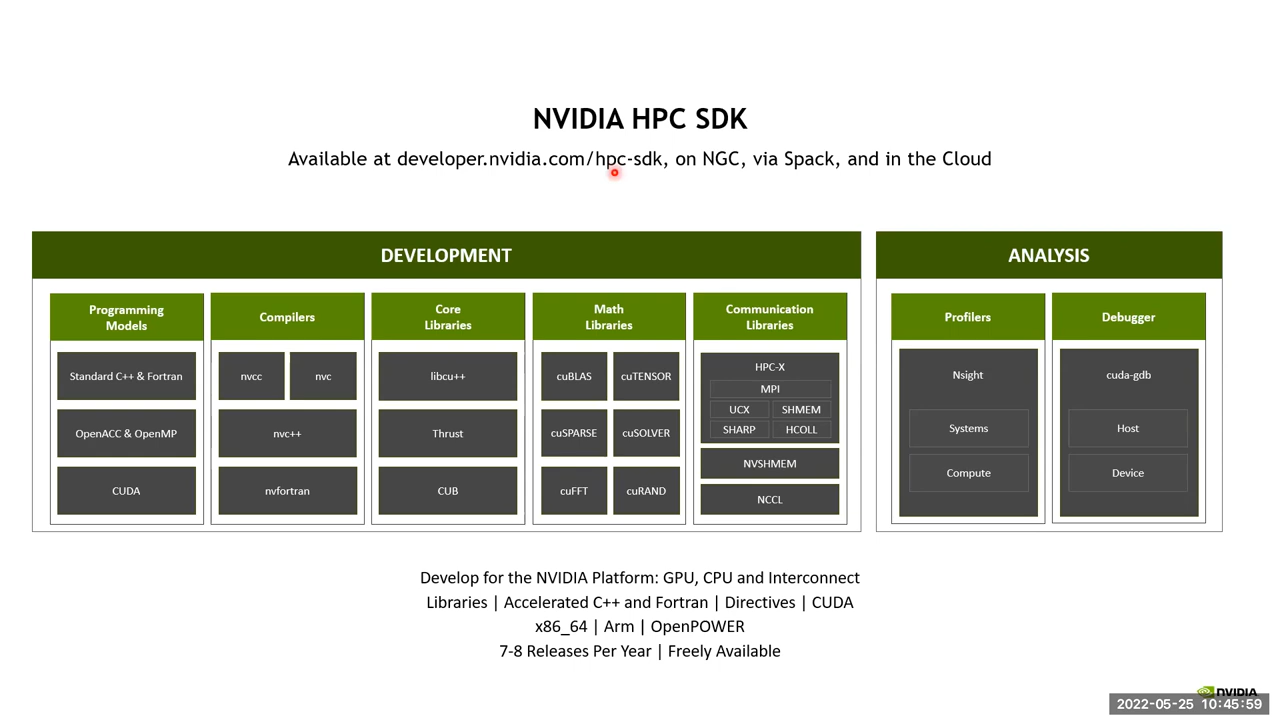 NVIDIA HPC SDK
Available at developer.nvidia.com/hpc-sdk, on NGC, via Spack, and in the Cloud
DEVELOPMENT
Programming
Models
Standard C++ & Fortran
OpenACC & OpenMP
CUDA
Compilers
nvcc
nvc
nvc++
nvfortran
Core
Libraries
libcu++
Thrust
CUB
Math
Libraries
cuBLAS
cuTENSOR
cuSPARSE
cuSOLVER
cuFFT
cuRAND
Communication
Libraries
HPC-X
MPI
UCX
SHMEM
SHARP
HCOLL
NVSHMEM
NCCL
ANALYSIS
Profilers
Nsight
Systems
Compute
Debugger
cuda-gdb
Host
Device
Develop for the NVIDIA Platform: GPU, CPU and Interconnect
Libraries | Accelerated C++ and Fortran | Directives | CUDA
x86_64 | Arm | OpenPOWER
7-8 Releases Per Year | Freely Available
NVIDIA
2022-05-25 10:45:59